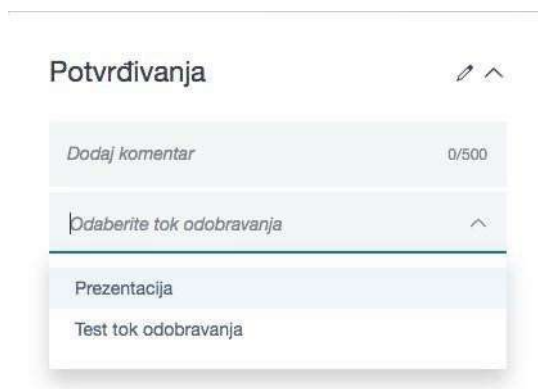 Potvrđivanja
Dodaj komentar 0/500
Odaberite tok odobravanja
Prezentacija
Test tok odobravanja